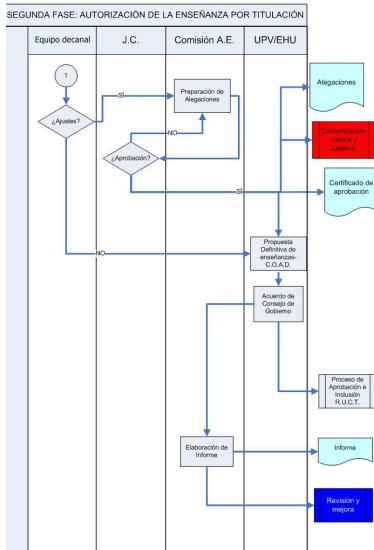 SEGUNDA FASE: AUTORIZACIÓN DE LA ENSEÑANZA POR TITULACIÓN
Equipo decanal
J.C.
Comisión A.E.
UPV/EHU
1
Preparación de
Alegaciones
Alegaciones
SÍ
¿Ajustes?
NO
Comunicación
interna y
externa
¿Aprobación?
SÍ
Certificado de
aprobación
NO
Propuesta
Definitiva de
enseñanzas-
C.O.A.D.
Acuerdo de
Consejo de
Gobierno
Proceso de
Aprobación e
Inclusión
R.U.C.T.
Elaboración de
Informe
Informe
Revisión y
mejora